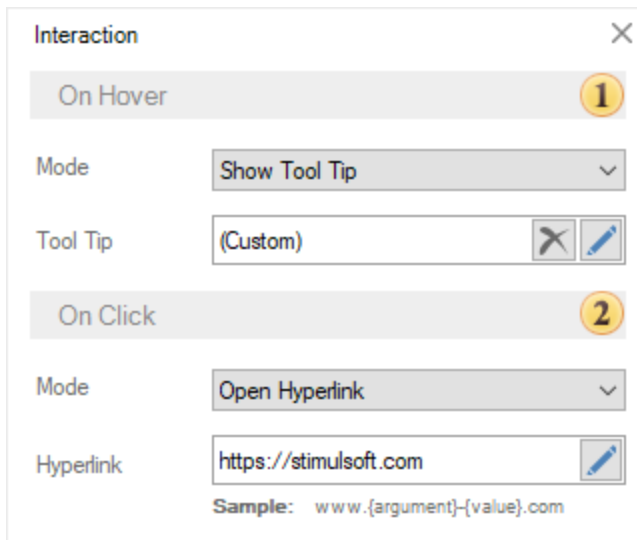 Interaction
On Hover 1
Mode Show Tool Tip
Tool Tip (Custom)
On Click 2
Mode Open Hyperlink
Hyperlink https://stimulsoft.com
Sample: www.{argument}-{value}.com